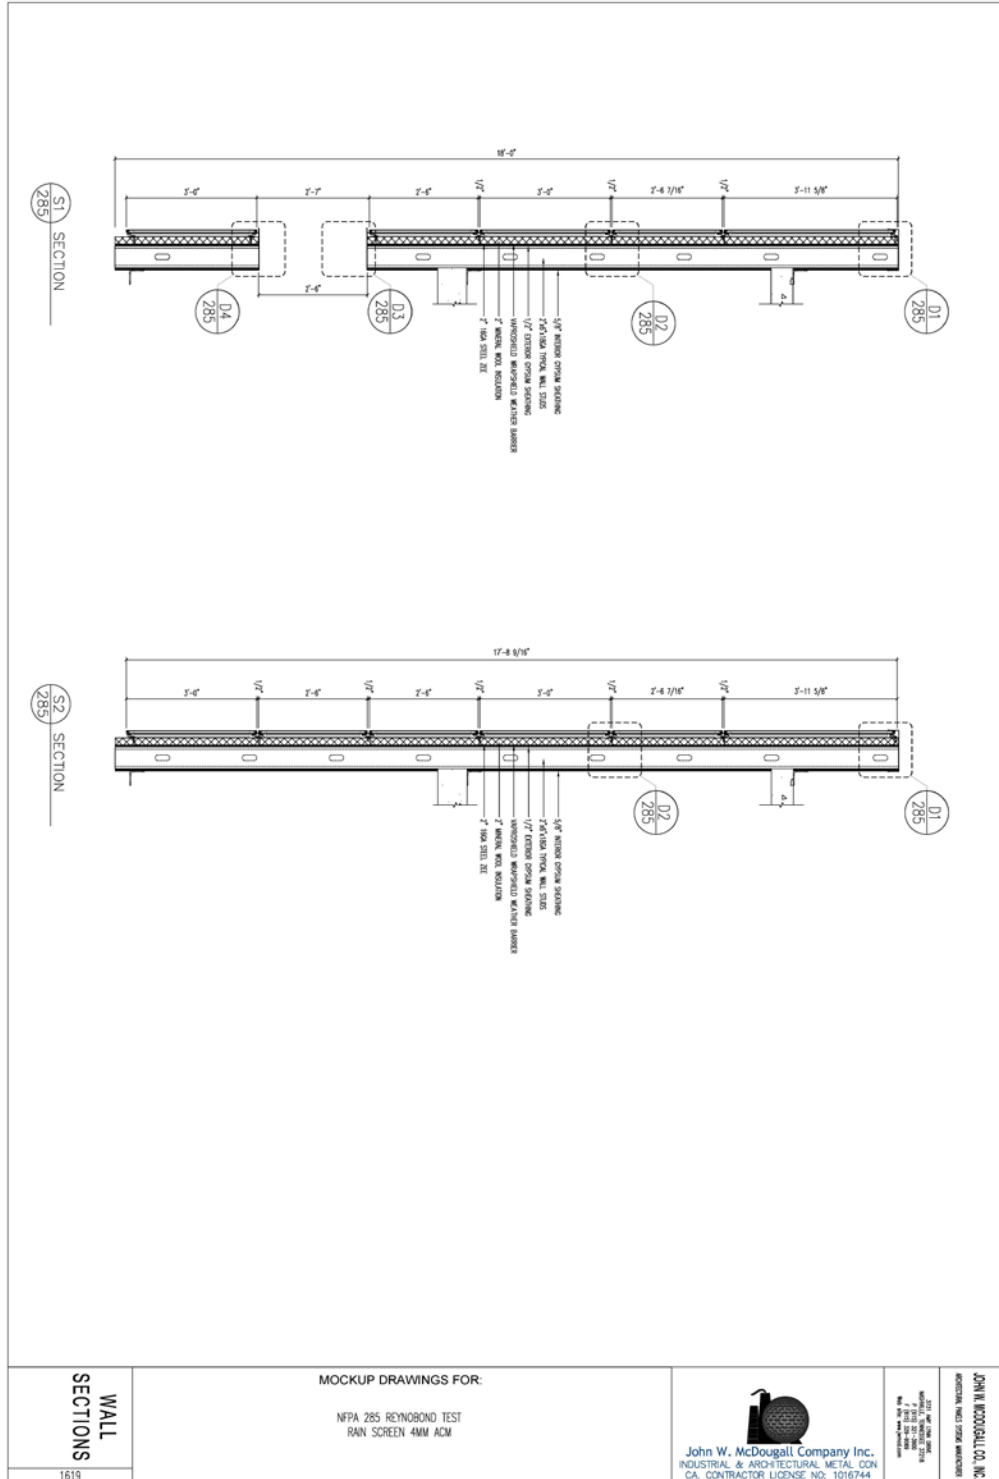 18'-0"
3'-0"
2'-7"
2'-6"
1/2"
3'-0"
1/2"
2'-6 7/16"
1/2"
3'-11 5/8"
S1
285
SECTION
2'-6"
D4
285
D3
285
D2
285
D1
285
5/8" INTERIOR GYPSUM SHEATHING
2"x6"x18GA TYPICAL WALL STUDS
1/2" EXTERIOR GYPSUM SHEATHING
VAPROSHIELD WRAPSHIELD WEATHER BARRIER
2" MINERAL WOOL INSULATION
2" 16GA STEEL ZEE
17'-8 9/16"
3'-0"
1/2"
2'-6"
1/2"
2'-6"
1/2"
3'-0"
1/2"
2'-6 7/16"
1/2"
3'-11 5/8"
S2
285
SECTION
D2
285
D1
285
5/8" INTERIOR GYPSUM SHEATHING
2"x6"x18GA TYPICAL WALL STUDS
1/2" EXTERIOR GYPSUM SHEATHING
VAPROSHIELD WRAPSHIELD WEATHER BARRIER
2" MINERAL WOOL INSULATION
2" 16GA STEEL ZEE
WALL
SECTIONS
1619
MOCKUP DRAWINGS FOR:
NFPA 285 REYNOBOND TEST
RAIN SCREEN 4MM ACM
John W. McDougall Company Inc.
INDUSTRIAL & ARCHITECTURAL METAL CON
CA. CONTRACTOR LICENSE NO: 1016744
JOHN W. MCDOUGALL CO., INC.
ARCHITECTURAL PANELS SYSTEMS MANUFACTURER